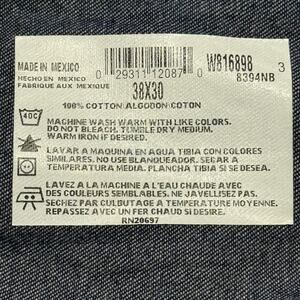 MADE IN MEXICO
HECHO EN MEXICO
FABRIQUE AUX MEXIQUE
0 29311 12087 0
W816898 3
8394NB
38X30
100% COTTON/ALGODON/COTON
40C
MACHINE WASH WARM WITH LIKE COLORS.
DO NOT BLEACH. TUMBLE DRY MEDIUM.
WARM IRON IF DESIRED.
LAVAR A MAQUINA EN AGUA TIBIA CON COLORES
SIMILARES. NO USE BLANQUEADOR. SECAR A
TEMPERATURA MEDIA. PLANCHA TIBIA SI SE DESEA.
LAVEZ A LA MACHINE A L'EAU CHAUDE AVEC
DES COULEURS SEMBLABLES. NE JAVELLISEZ PAS.
SECHEZ PAR CULBUTAGE A TEMPERATURE MOYENNE.
REPASSEZ AVEC UN FER CHAUD SI DESIRE.
RN20697